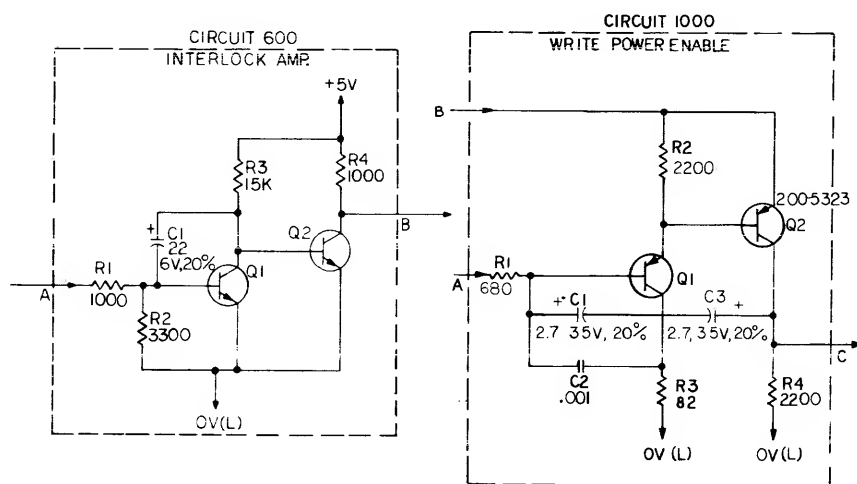 CIRCUIT 600
INTERLOCK AMP.
+5V
R3
15K
R4
1000
+
C1
22
6V,20%
Q1
Q2
B
A
R1
1000
R2
3300
0V(L)
CIRCUIT 1000
WRITE POWER ENABLE
B
R2
2200
200-5323
Q2
A
R1
680
Q1
+ C1
2.7 35V, 20%
C3 +
2.7, 35V, 20%
C
C2
.001
R3
82
R4
2200
0V(L)
0V(L)